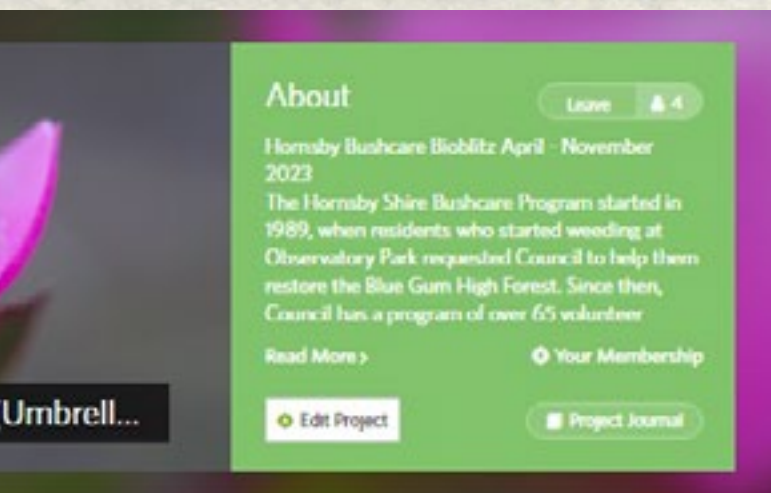 About
Leave 4
Hornsby Bushcare Bioblitz April - November
2023
The Hornsby Shire Bushcare Program started in
1989, when residents who started weeding at
Observatory Park requested Council to help them
restore the Blue Gum High Forest. Since then,
Council has a program of over 65 volunteer
Read More >
Your Membership
(Umbrell...
Edit Project
Project Journal